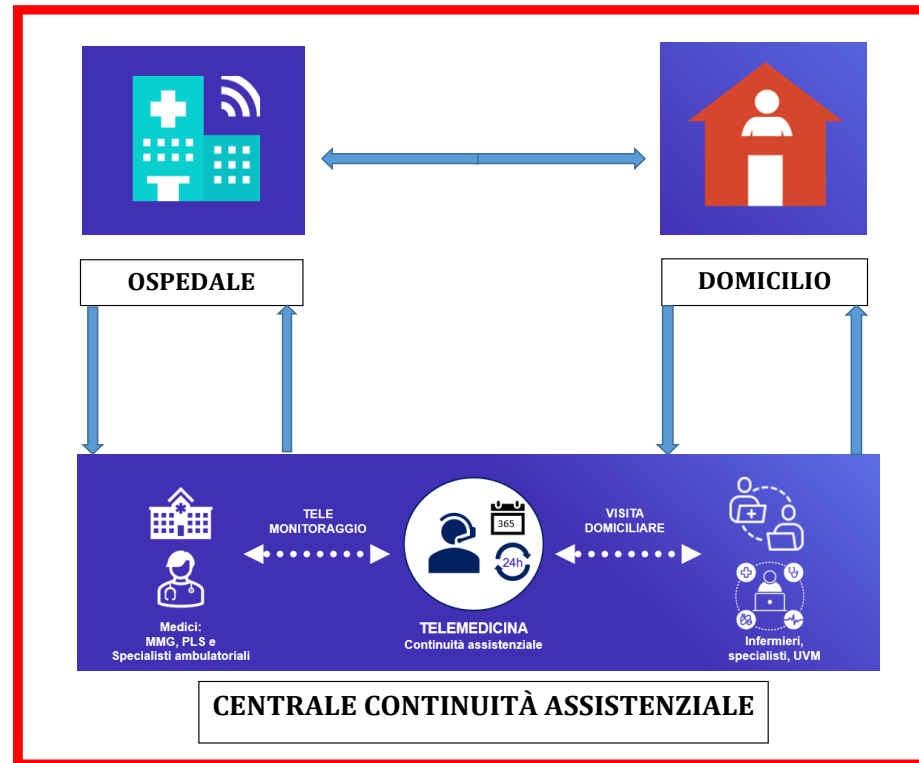 OSPEDALE
DOMICILIO
TELE
MONITORAGGIO
365
24h
VISITA
DOMICILIARE
Medici:
MMG, PLS e
Specialisti ambulatoriali
TELEMEDICINA
Continuità assistenziale
Infermieri,
specialisti, UVM
CENTRALE CONTINUITÀ ASSISTENZIALE